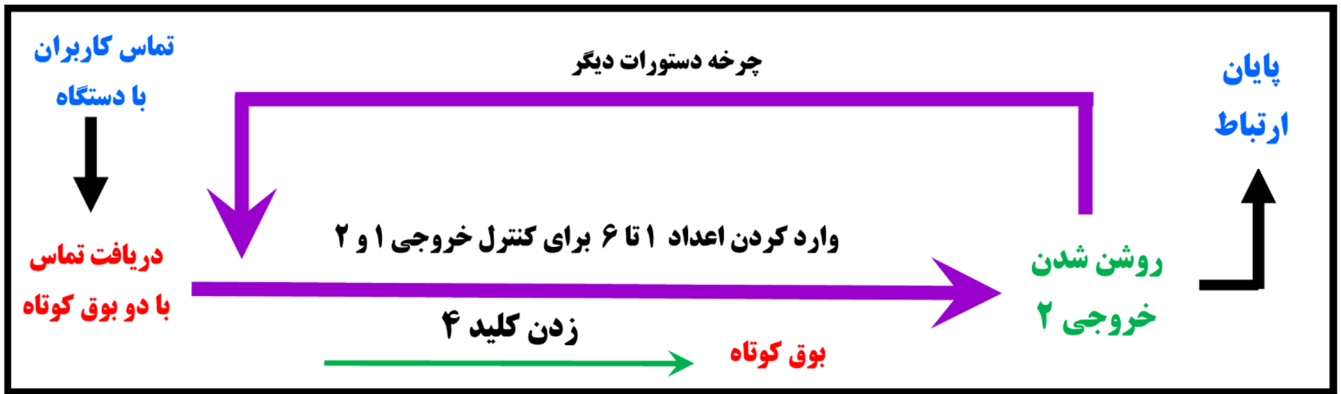 تماس کاربران
با دستگاه
دریافت تماس
با دو بوق کوتاه
چرخه دستورات دیگر
وارد کردن اعداد ۱ تا ۶ برای کنترل خروجی ۱ و ۲
زدن کلید ۴
بوق کوتاه
روشن شدن
خروجی ۲
پایان
ارتباط